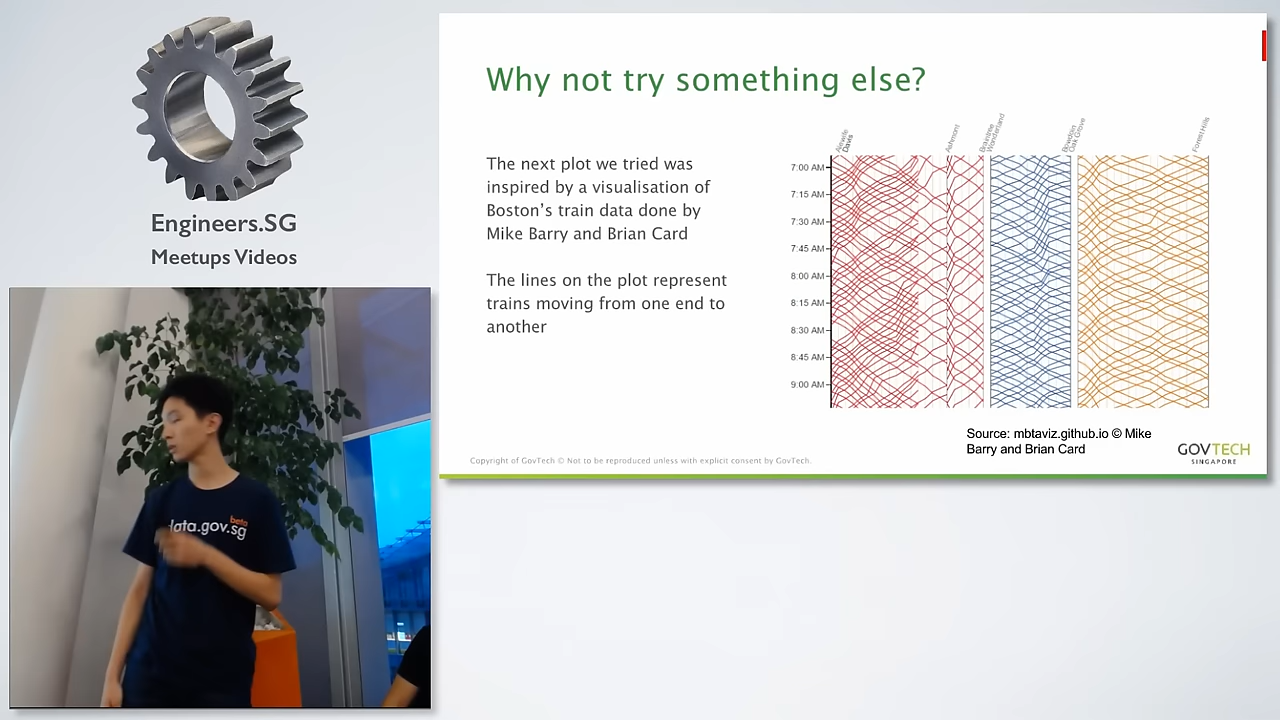 Engineers.SG
Meetups Videos
beta
data.gov.sg
Why not try something else?
The next plot we tried was
inspired by a visualisation of
Boston's train data done by
Mike Barry and Brian Card
The lines on the plot represent
trains moving from one end to
another
Alewife
Davis
Ashmont
Braintree
Wonderland
Bowdoin
Oak Grove
Forest Hills
7:00 AM
7:15 AM
7:30 AM
7:45 AM
8:00 AM
8:15 AM
8:30 AM
8:45 AM
9:00 AM
Source: mbtaviz.github.io © Mike
Barry and Brian Card
Copyright of GovTech © Not to be reproduced unless with explicit consent by GovTech.
GOVTECH
SINGAPORE